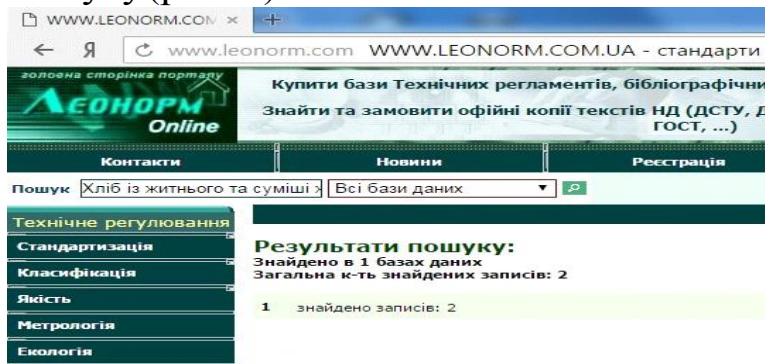 WWW.LEONORM.COM
Я www.leonorm.com WWW.LEONORM.COM.UA - стандарти
головна сторінка порталу
ЛЕОНОРМ
Online
Купити бази Технічних регламентів, бібліографічни
Знайти та замовити офіційні копії текстів НД (ДСТУ, Д
ГОСТ, ...)
Контакти Новини Реєстрація
Пошук Хліб із житнього та суміші Всі бази даних
Технічне регулювання
Стандартизація
Класифікація
Якість
Метрологія
Екологія
Результати пошуку:
Знайдено в 1 базах даних
Загальна к-ть знайдених записів: 2
1 знайдено записів: 2